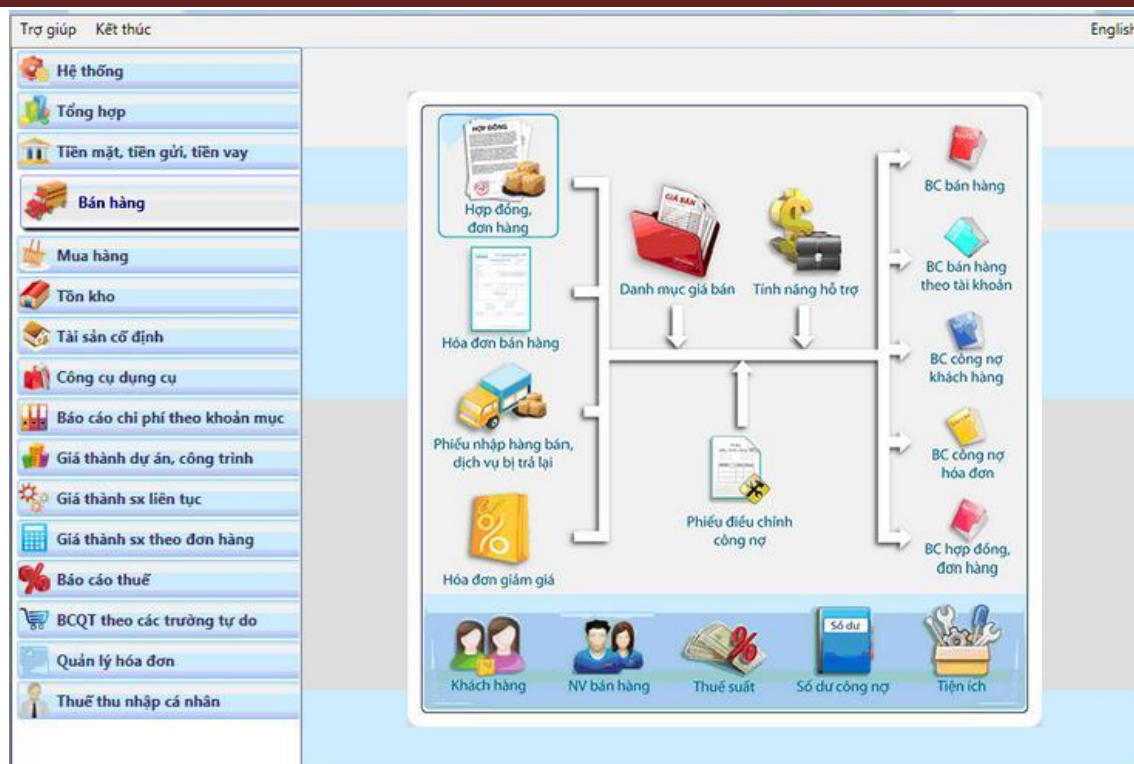 Trợ giúp Kết thúc
English
Hệ thống
Tổng hợp
Tiền mặt, tiền gửi, tiền vay
Bán hàng
Mua hàng
Tồn kho
Tài sản cố định
Công cụ dụng cụ
Báo cáo chi phí theo khoản mục
Giá thành dự án, công trình
Giá thành sx liên tục
Giá thành sx theo đơn hàng
Báo cáo thuế
BCQT theo các trường tự do
Quản lý hóa đơn
Thuế thu nhập cá nhân
HỢP ĐỒNG
Hợp đồng,
đơn hàng
Hóa đơn bán hàng
Phiếu nhập hàng bán,
dịch vụ bị trả lại
Hóa đơn giảm giá
GIÁ BÁN
Danh mục giá bán
Tính năng hỗ trợ
Phiếu điều chỉnh
công nợ
BC bán hàng
BC bán hàng
theo tài khoản
BC công nợ
khách hàng
BC công nợ
hóa đơn
BC hợp đồng,
đơn hàng
Khách hàng
NV bán hàng
Thuế suất
Số dư
Số dư công nợ
Tiện ích